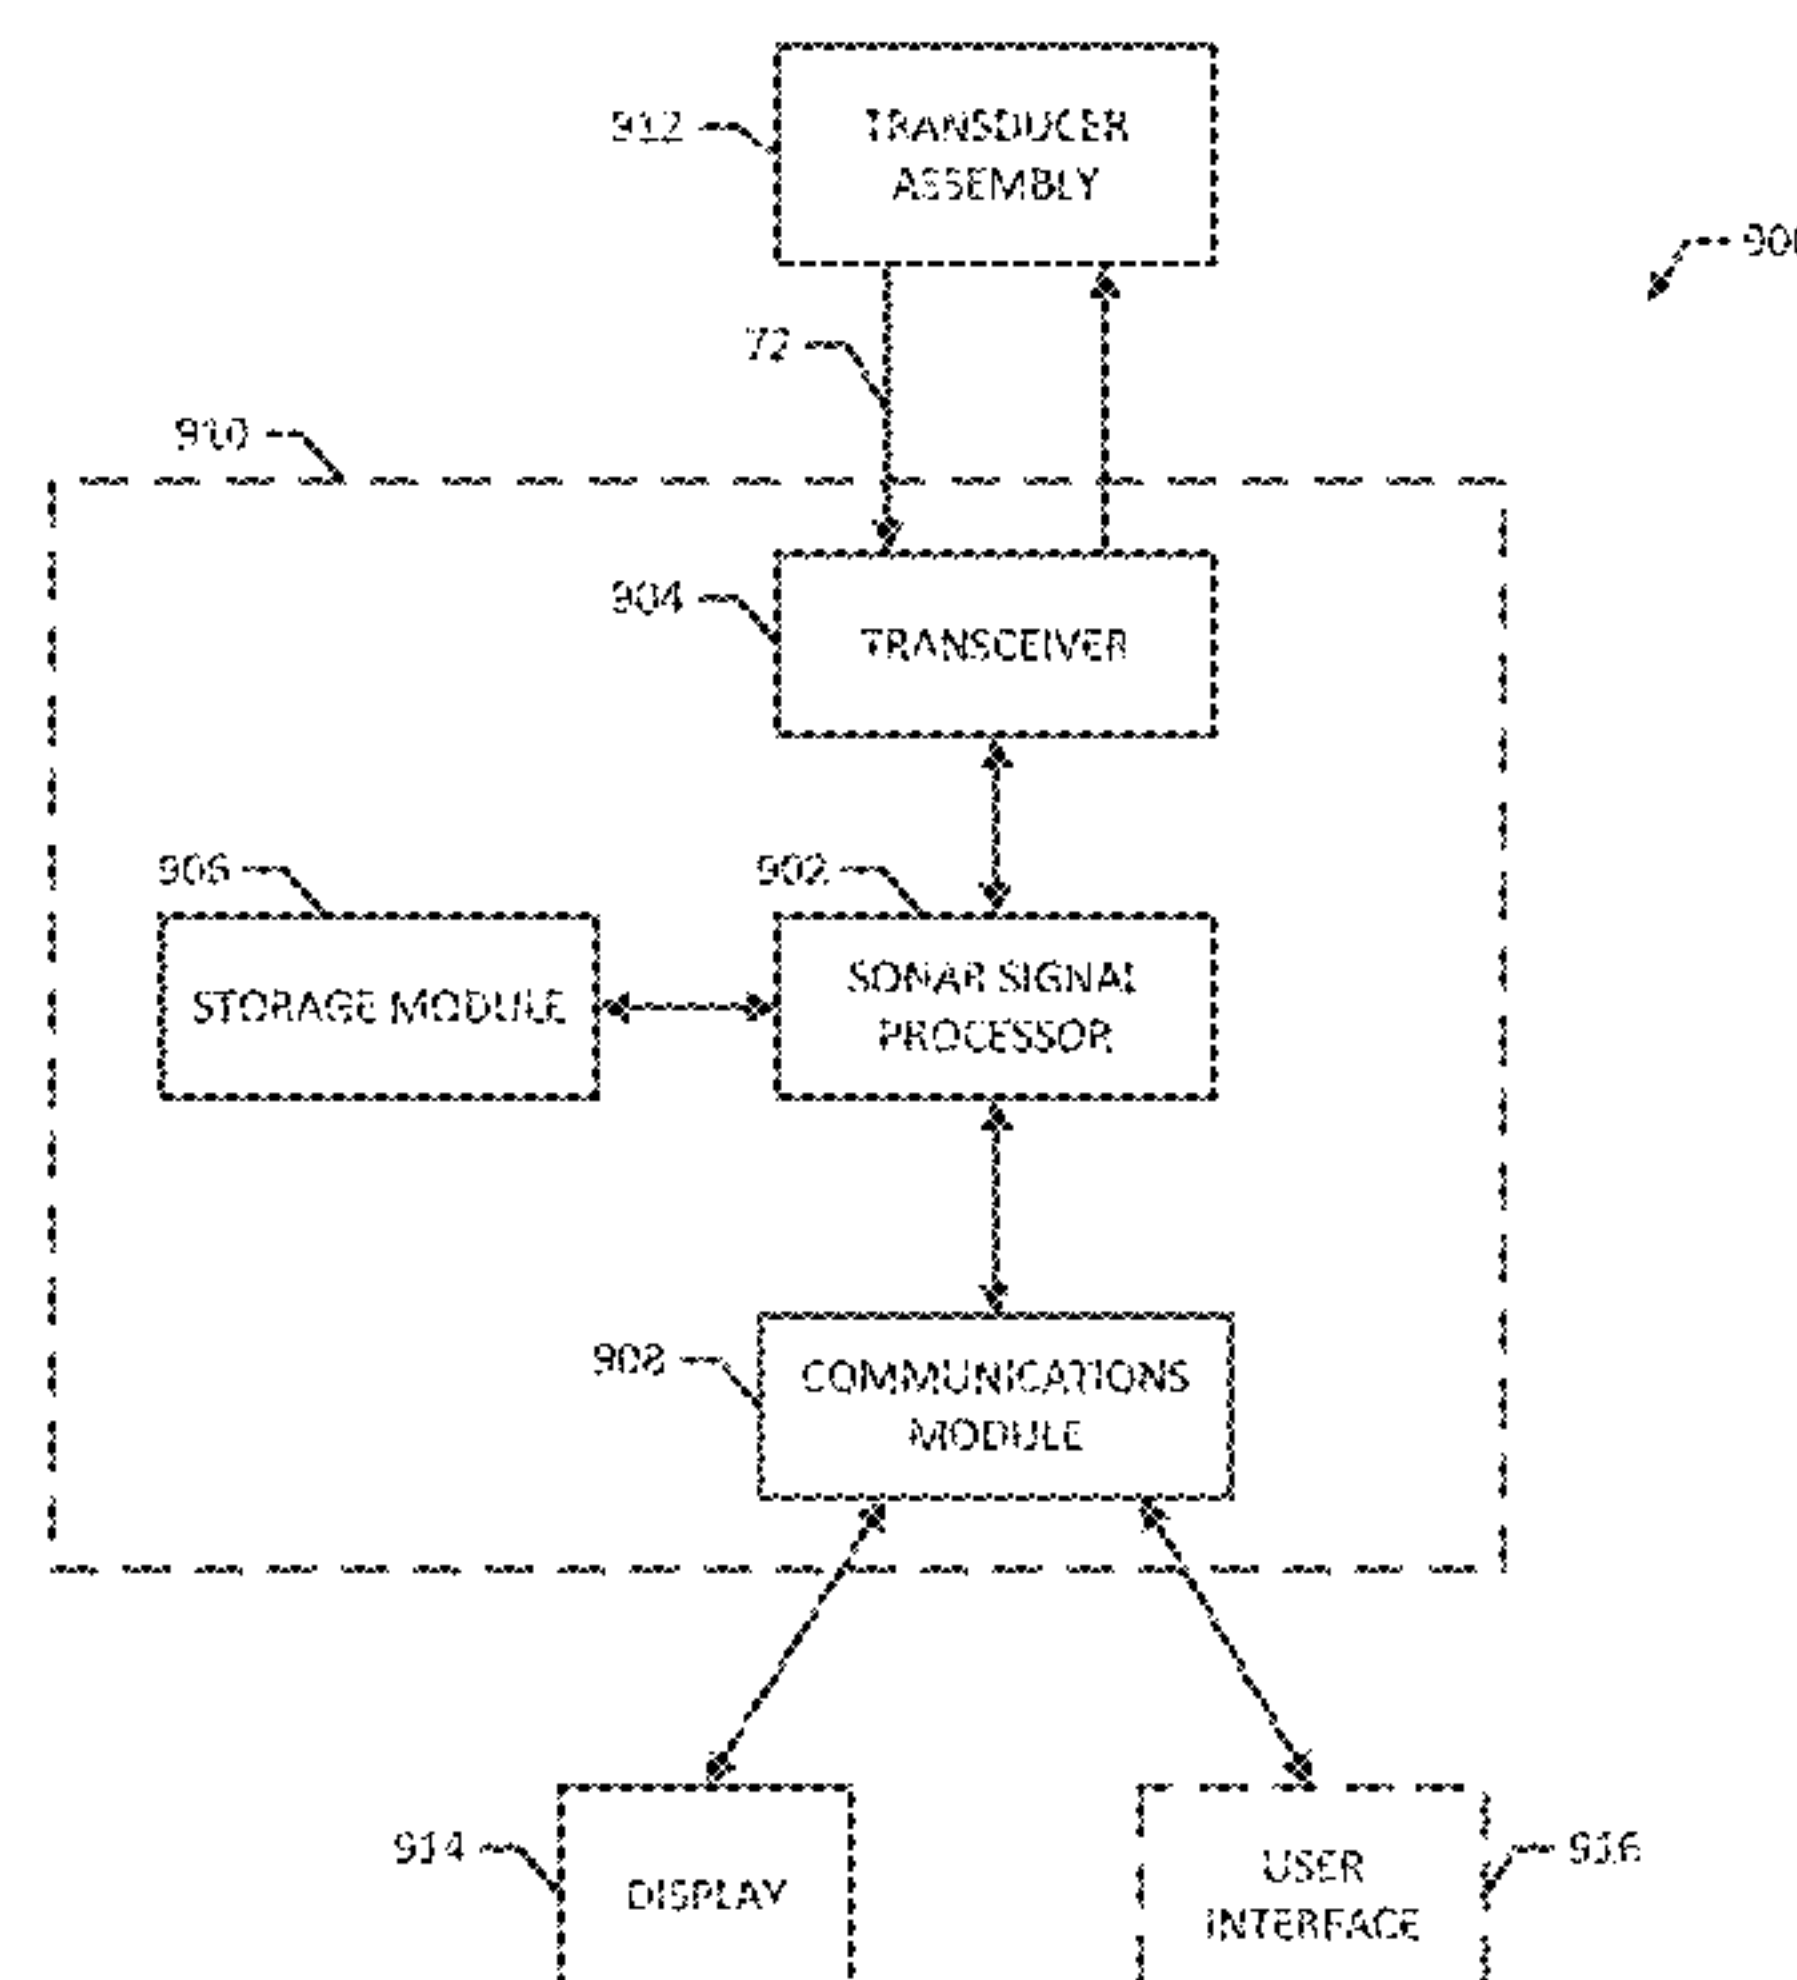 912
TRANSDUCER
ASSEMBLY
72
910
904
TRANSCEIVER
906
902
STORAGE MODULE
SONAR SIGNAL
PROCESSOR
908
COMMUNICATIONS
MODULE
914
DISPLAY
USER
INTERFACE
916